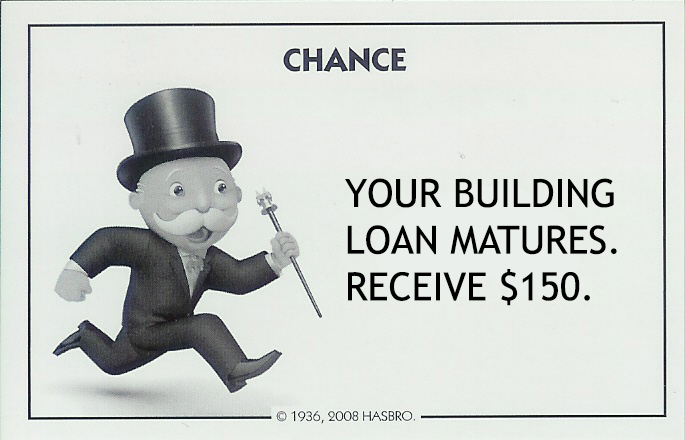 CHANCE
YOUR BUILDING
LOAN MATURES.
RECEIVE $150.
© 1936, 2008 HASBRO.